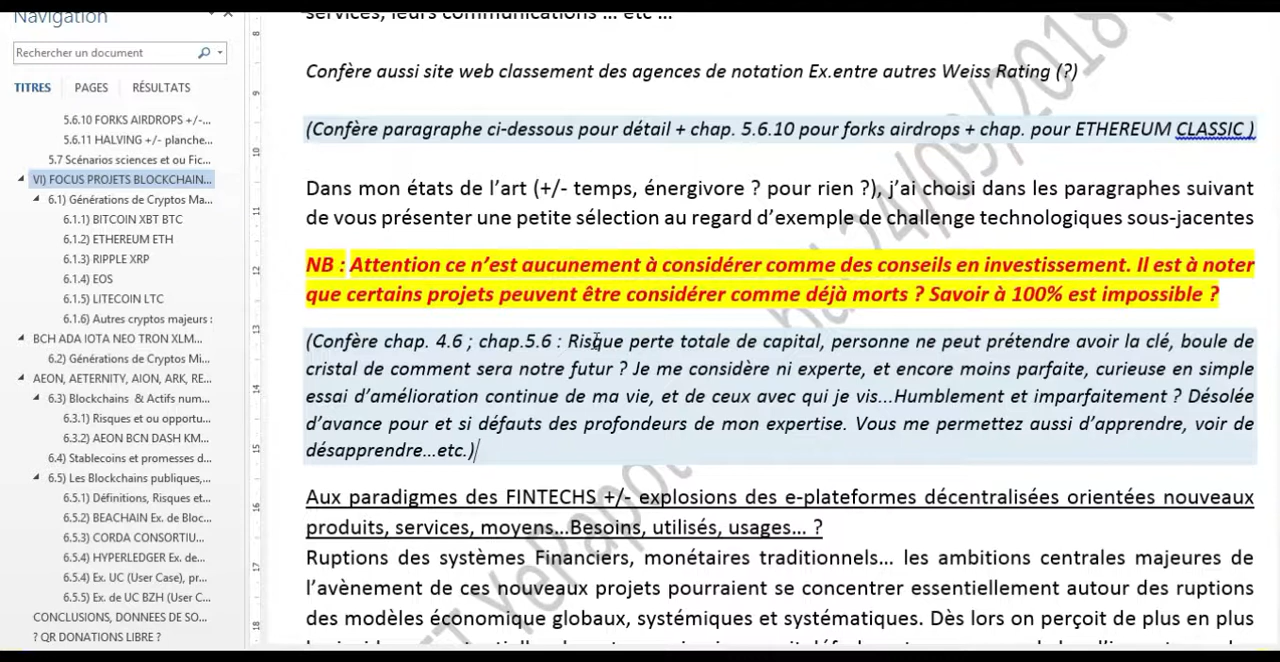 Navigation
Rechercher un document
TITRES PAGES RÉSULTATS
5.6.10 FORKS AIRDROPS +/-...
5.6.11 HALVING +/- planche...
5.7 Scénarios sciences et ou Fic...
VI) FOCUS PROJETS BLOCKCHAIN...
6.1) Générations de Cryptos Ma...
6.1.1) BITCOIN XBT BTC
6.1.2) ETHEREUM ETH
6.1.3) RIPPLE XRP
6.1.4) EOS
6.1.5) LITECOIN LTC
6.1.6) Autres cryptos majeurs :
BCH ADA IOTA NEO TRON XLM...
6.2) Générations de Cryptos Mi...
AEON, AETERNITY, AION, ARK, RE...
6.3) Blockchains & Actifs num...
6.3.1) Risques et ou opportu...
6.3.2) AEON BCN DASH KM...
6.4) Stablecoins et promesses d...
6.5) Les Blockchains publiques,...
6.5.1) Définitions, Risques et...
6.5.2) BEACHAIN Ex. de Bloc...
6.5.3) CORDA CONSORTIU...
6.5.4) HYPERLEDGER Ex. de...
6.5.4) Ex. UC (User Case), pr...
6.5.5) Ex. de UC BZH (User C...
CONCLUSIONS, DONNEES DE SO...
? QR DONATIONS LIBRE ?
8
9
10
11
12
13
14
15
16
17
18
services, leurs communications ... etc ...
Confère aussi site web classement des agences de notation Ex.entre autres Weiss Rating (?)
(Confère paragraphe ci-dessous pour détail + chap. 5.6.10 pour forks airdrops + chap. pour ETHEREUM CLASSIC )
Dans mon états de l’art (+/- temps, énergivore ? pour rien ?), j’ai choisi dans les paragraphes suivant
de vous présenter une petite sélection au regard d’exemple de challenge technologiques sous-jacentes
NB : Attention ce n’est aucunement à considérer comme des conseils en investissement. Il est à noter
que certains projets peuvent être considérer comme déjà morts ? Savoir à 100% est impossible ?
(Confère chap. 4.6 ; chap.5.6 : Risque perte totale de capital, personne ne peut prétendre avoir la clé, boule de
cristal de comment sera notre futur ? Je me considère ni experte, et encore moins parfaite, curieuse en simple
essai d’amélioration continue de ma vie, et de ceux avec qui je vis...Humblement et imparfaitement ? Désolée
d’avance pour et si défauts des profondeurs de mon expertise. Vous me permettez aussi d’apprendre, voir de
désapprendre...etc.)
Aux paradigmes des FINTECHS +/- explosions des e-plateformes décentralisées orientées nouveaux
produits, services, moyens...Besoins, utilisés, usages... ?
Ruptions des systèmes Financiers, monétaires traditionnels... les ambitions centrales majeures de
l’avènement de ces nouveaux projets pourraient se concentrer essentiellement autour des ruptions
des modèles économique globaux, systémiques et systématiques. Dès lors on perçoit de plus en plus
24/09/2018